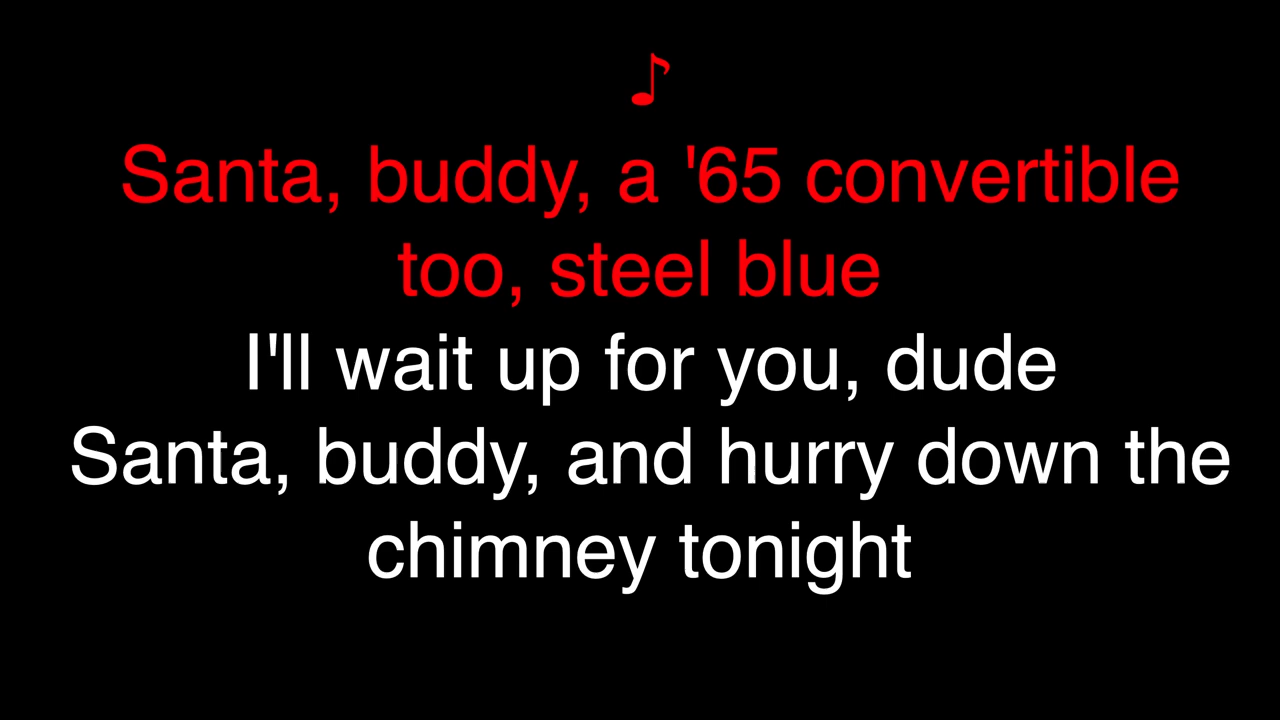 ♪
Santa, buddy, a '65 convertible
too, steel blue
I'll wait up for you, dude
Santa, buddy, and hurry down the
chimney tonight